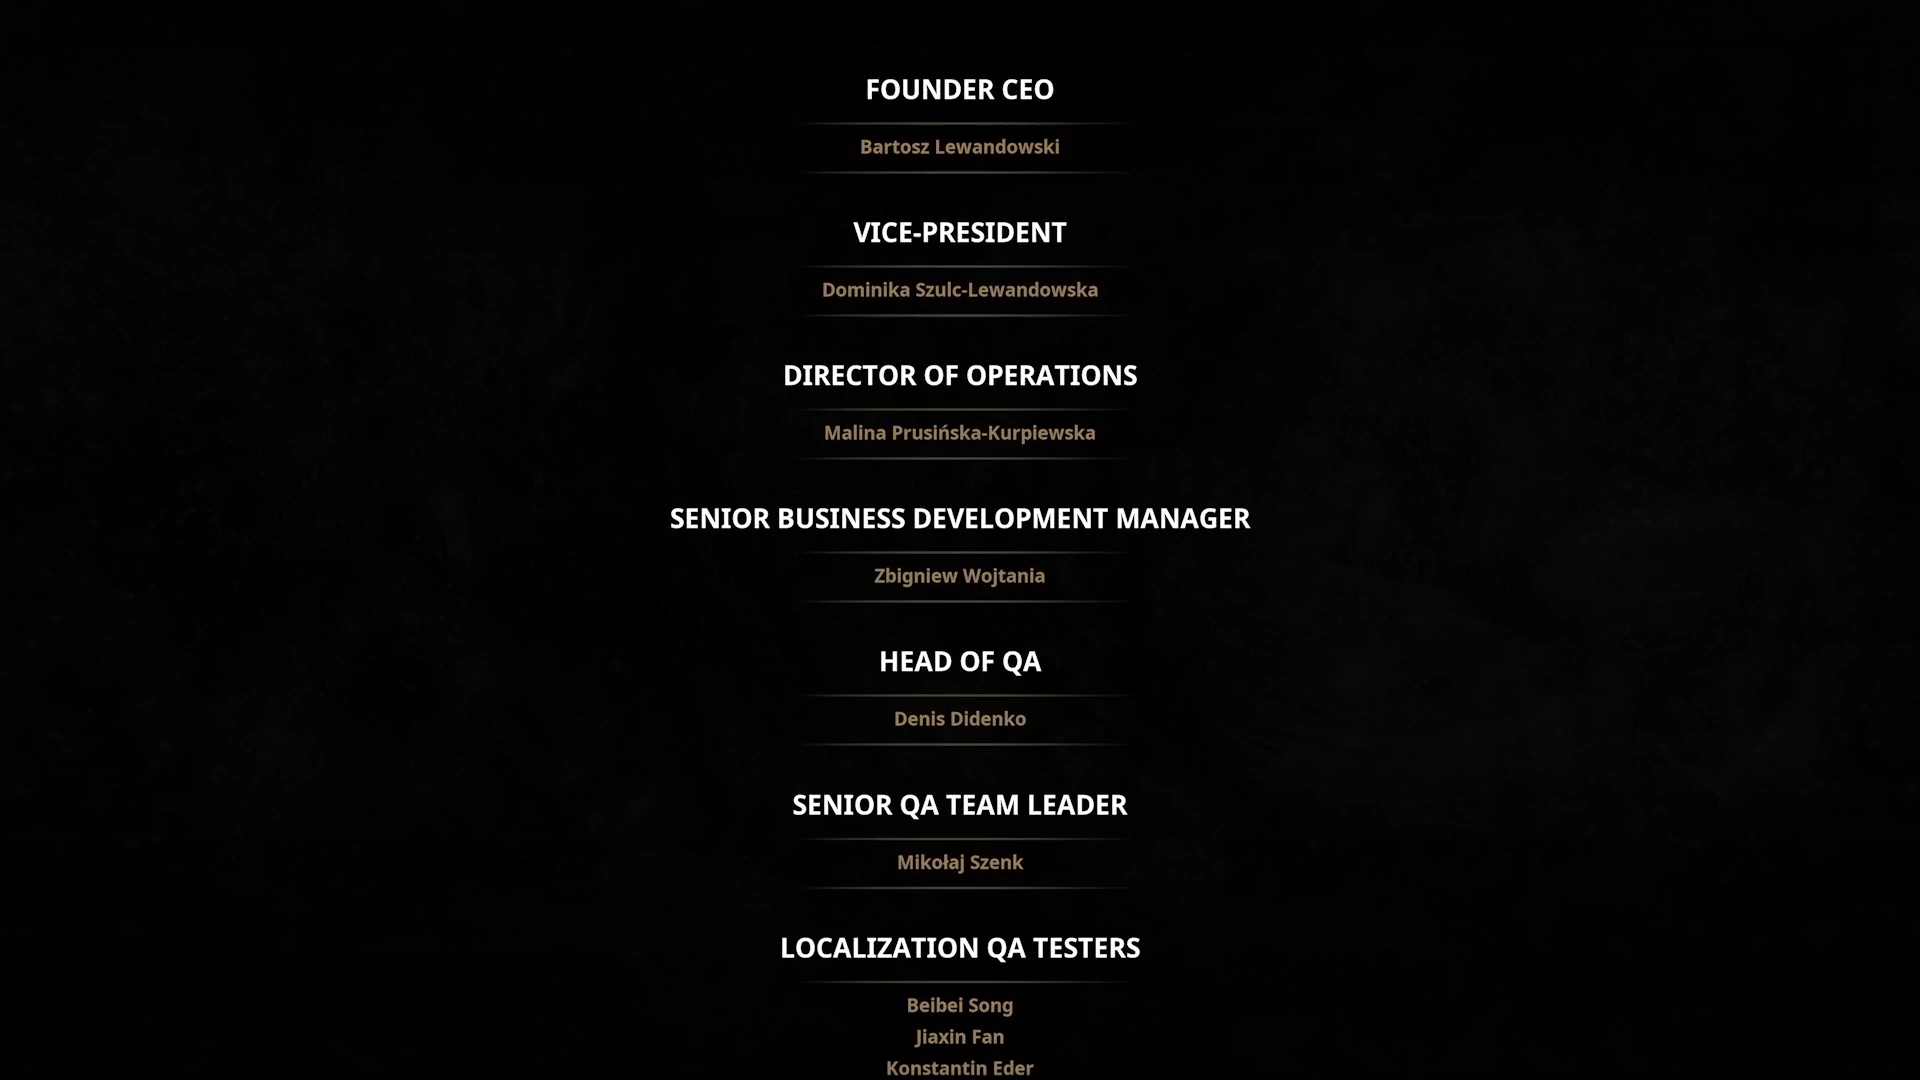 FOUNDER CEO
Bartosz Lewandowski
VICE-PRESIDENT
Dominika Szulc-Lewandowska
DIRECTOR OF OPERATIONS
Malina Prusińska-Kurpiewska
SENIOR BUSINESS DEVELOPMENT MANAGER
Zbigniew Wojtania
HEAD OF QA
Denis Didenko
SENIOR QA TEAM LEADER
Mikołaj Szenk
LOCALIZATION QA TESTERS
Beibei Song
Jiaxin Fan
Konstantin Eder